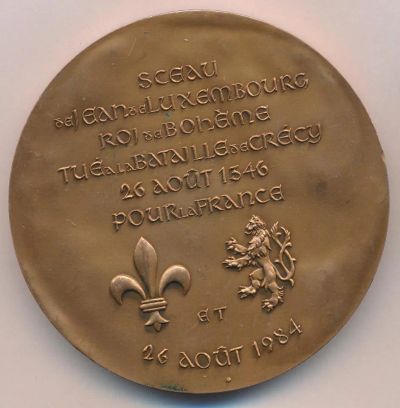 SCEAU
de JEAN de LUXEMBOURG
ROI de BOHÈME
TUÉ A LA BATAILLE de CRÉCY
26 AOÛT 1346
POUR la FRANCE
ET
26 AOÛT 1984